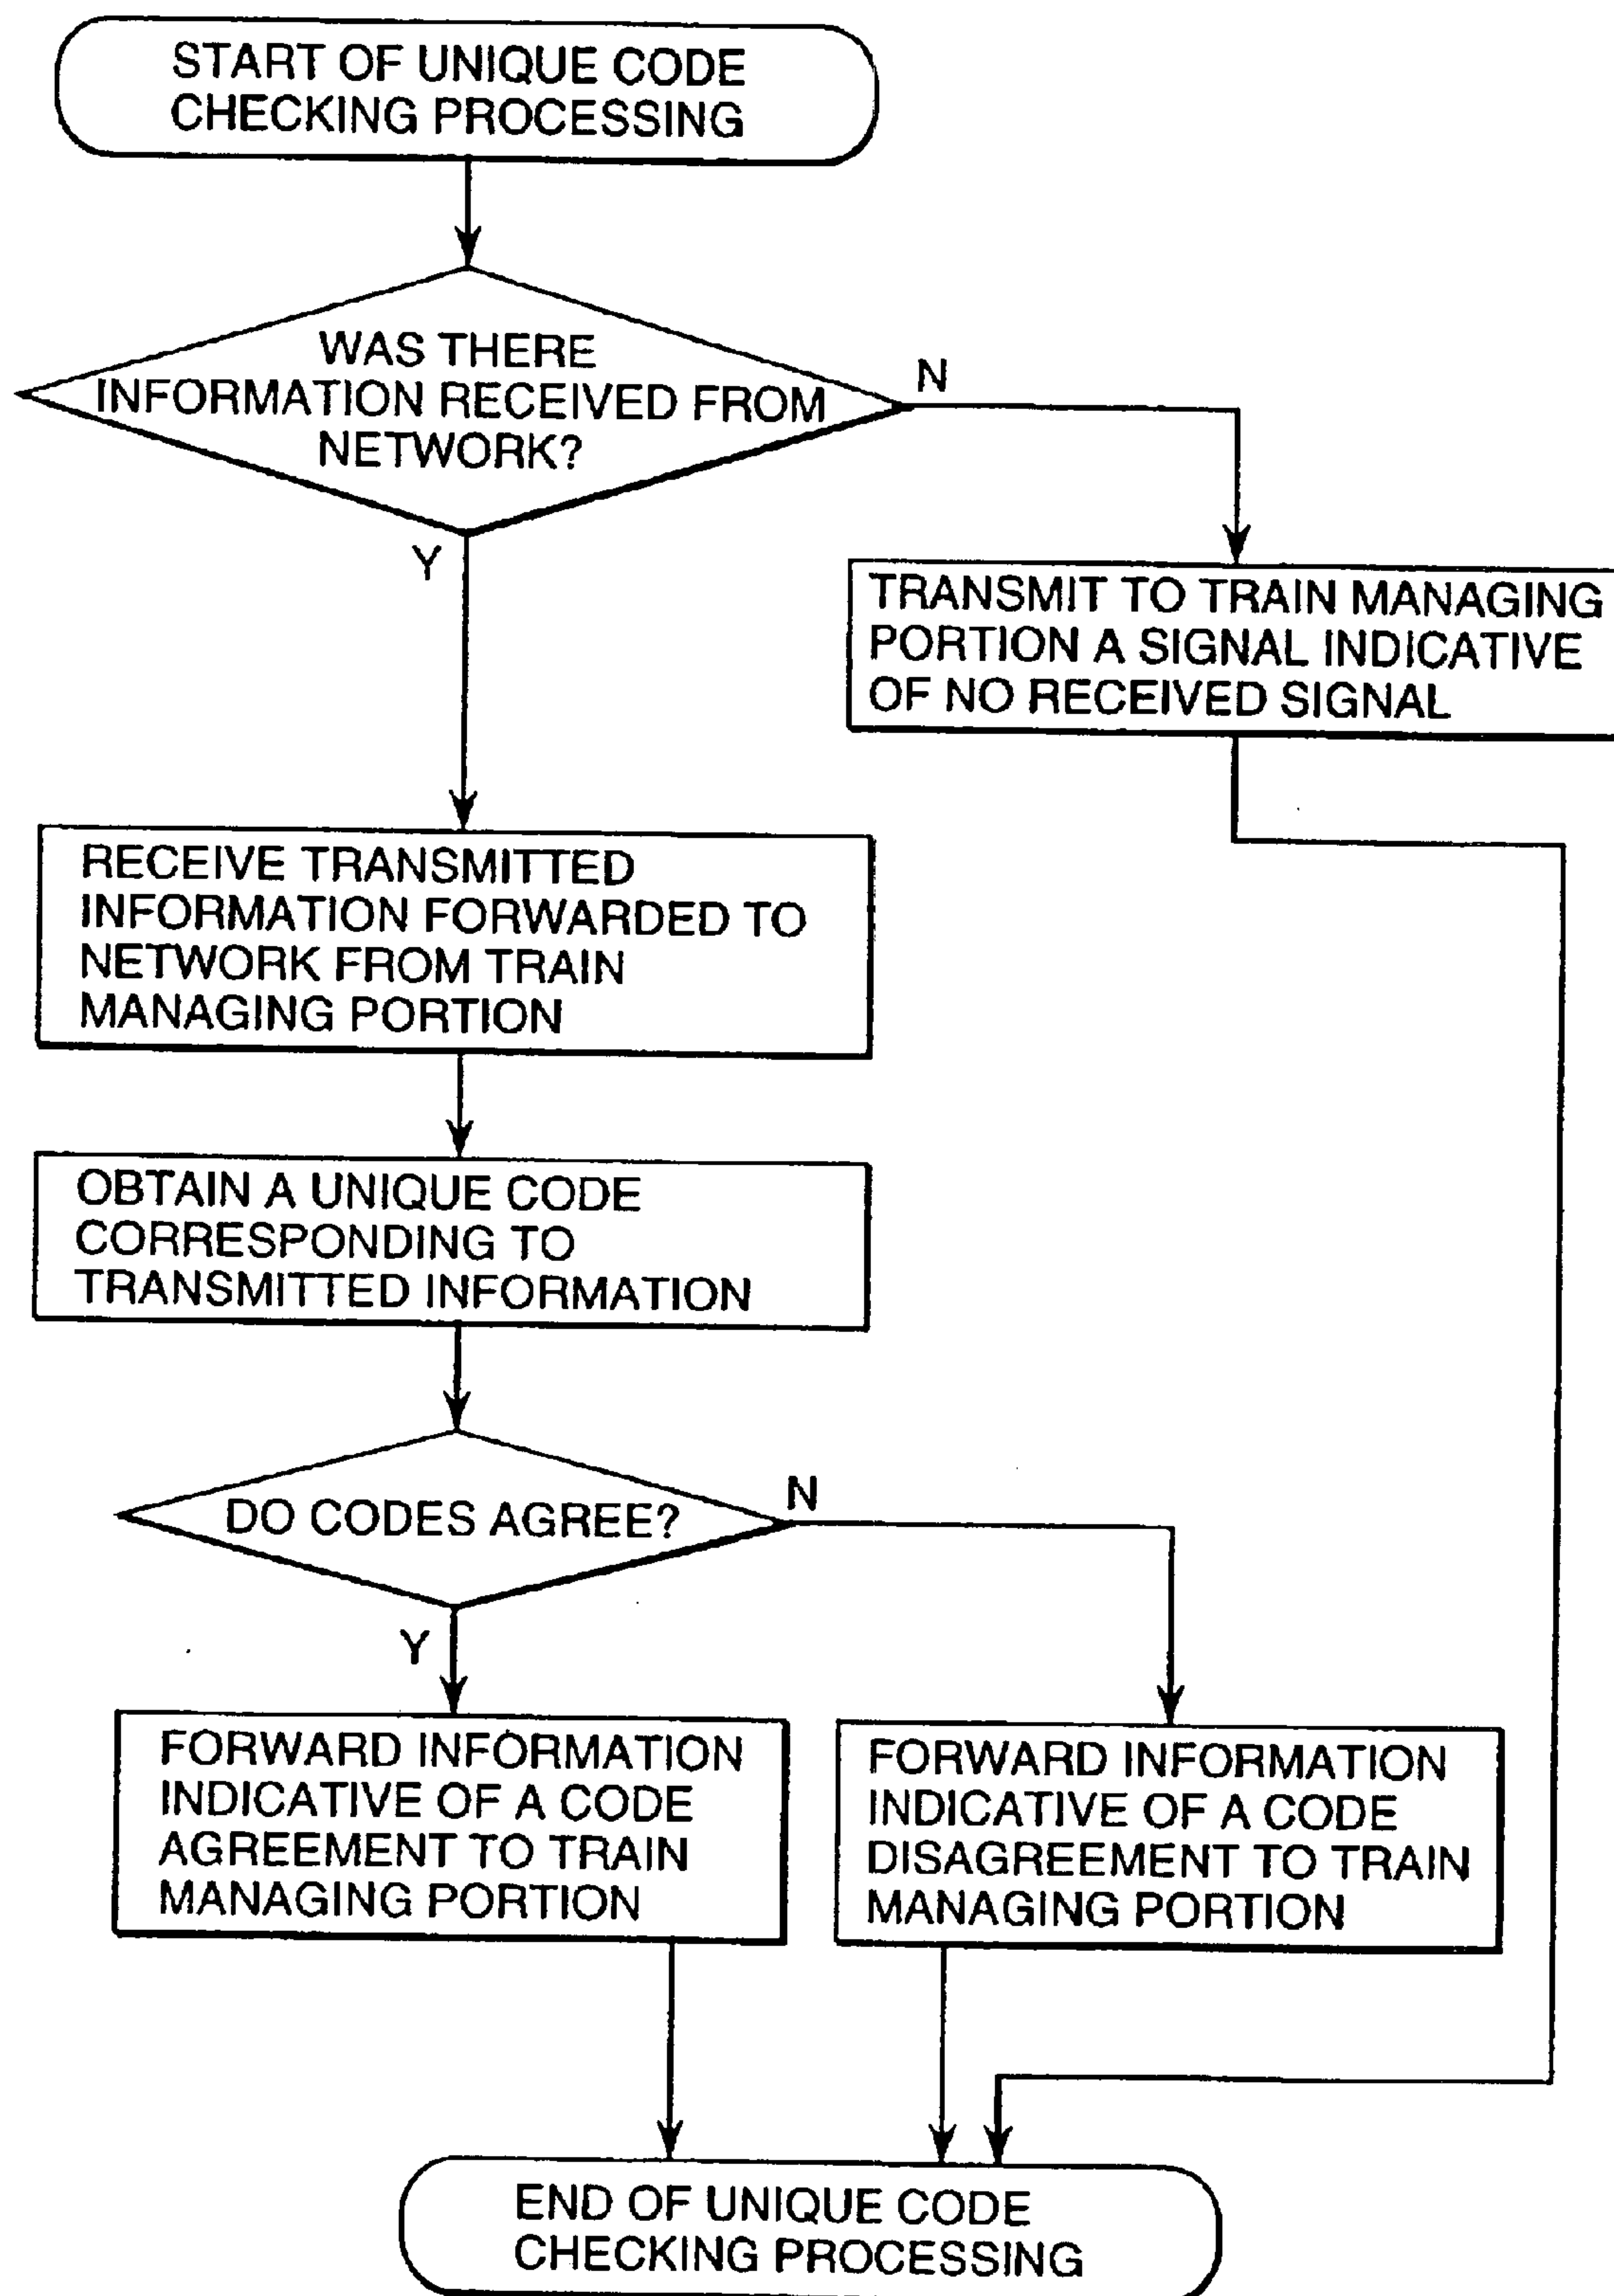 START OF UNIQUE CODE
CHECKING PROCESSING
WAS THERE
INFORMATION RECEIVED FROM
NETWORK?
N
Y
TRANSMIT TO TRAIN MANAGING
PORTION A SIGNAL INDICATIVE
OF NO RECEIVED SIGNAL
RECEIVE TRANSMITTED
INFORMATION FORWARDED TO
NETWORK FROM TRAIN
MANAGING PORTION
OBTAIN A UNIQUE CODE
CORRESPONDING TO
TRANSMITTED INFORMATION
DO CODES AGREE?
N
Y
FORWARD INFORMATION
INDICATIVE OF A CODE
AGREEMENT TO TRAIN
MANAGING PORTION
FORWARD INFORMATION
INDICATIVE OF A CODE
DISAGREEMENT TO TRAIN
MANAGING PORTION
END OF UNIQUE CODE
CHECKING PROCESSING